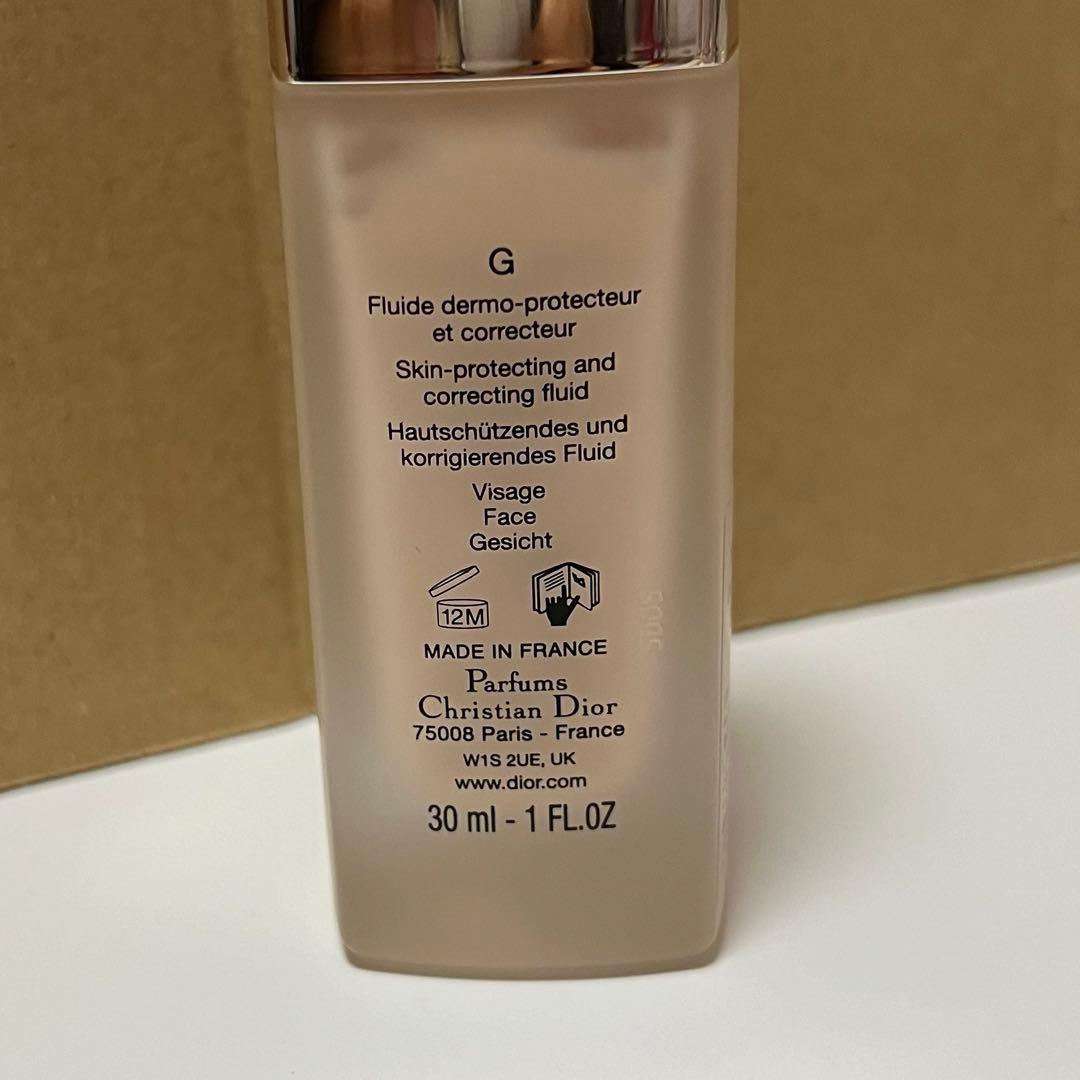 G
Fluide dermo-protecteur
et correcteur
Skin-protecting and
correcting fluid
Hautschützendes und
korrigierendes Fluid
Visage
Face
Gesicht
12M
MADE IN FRANCE
Parfums
Christian Dior
75008 Paris - France
W1S 2UE, UK
www.dior.com
30 ml - 1 FL.OZ